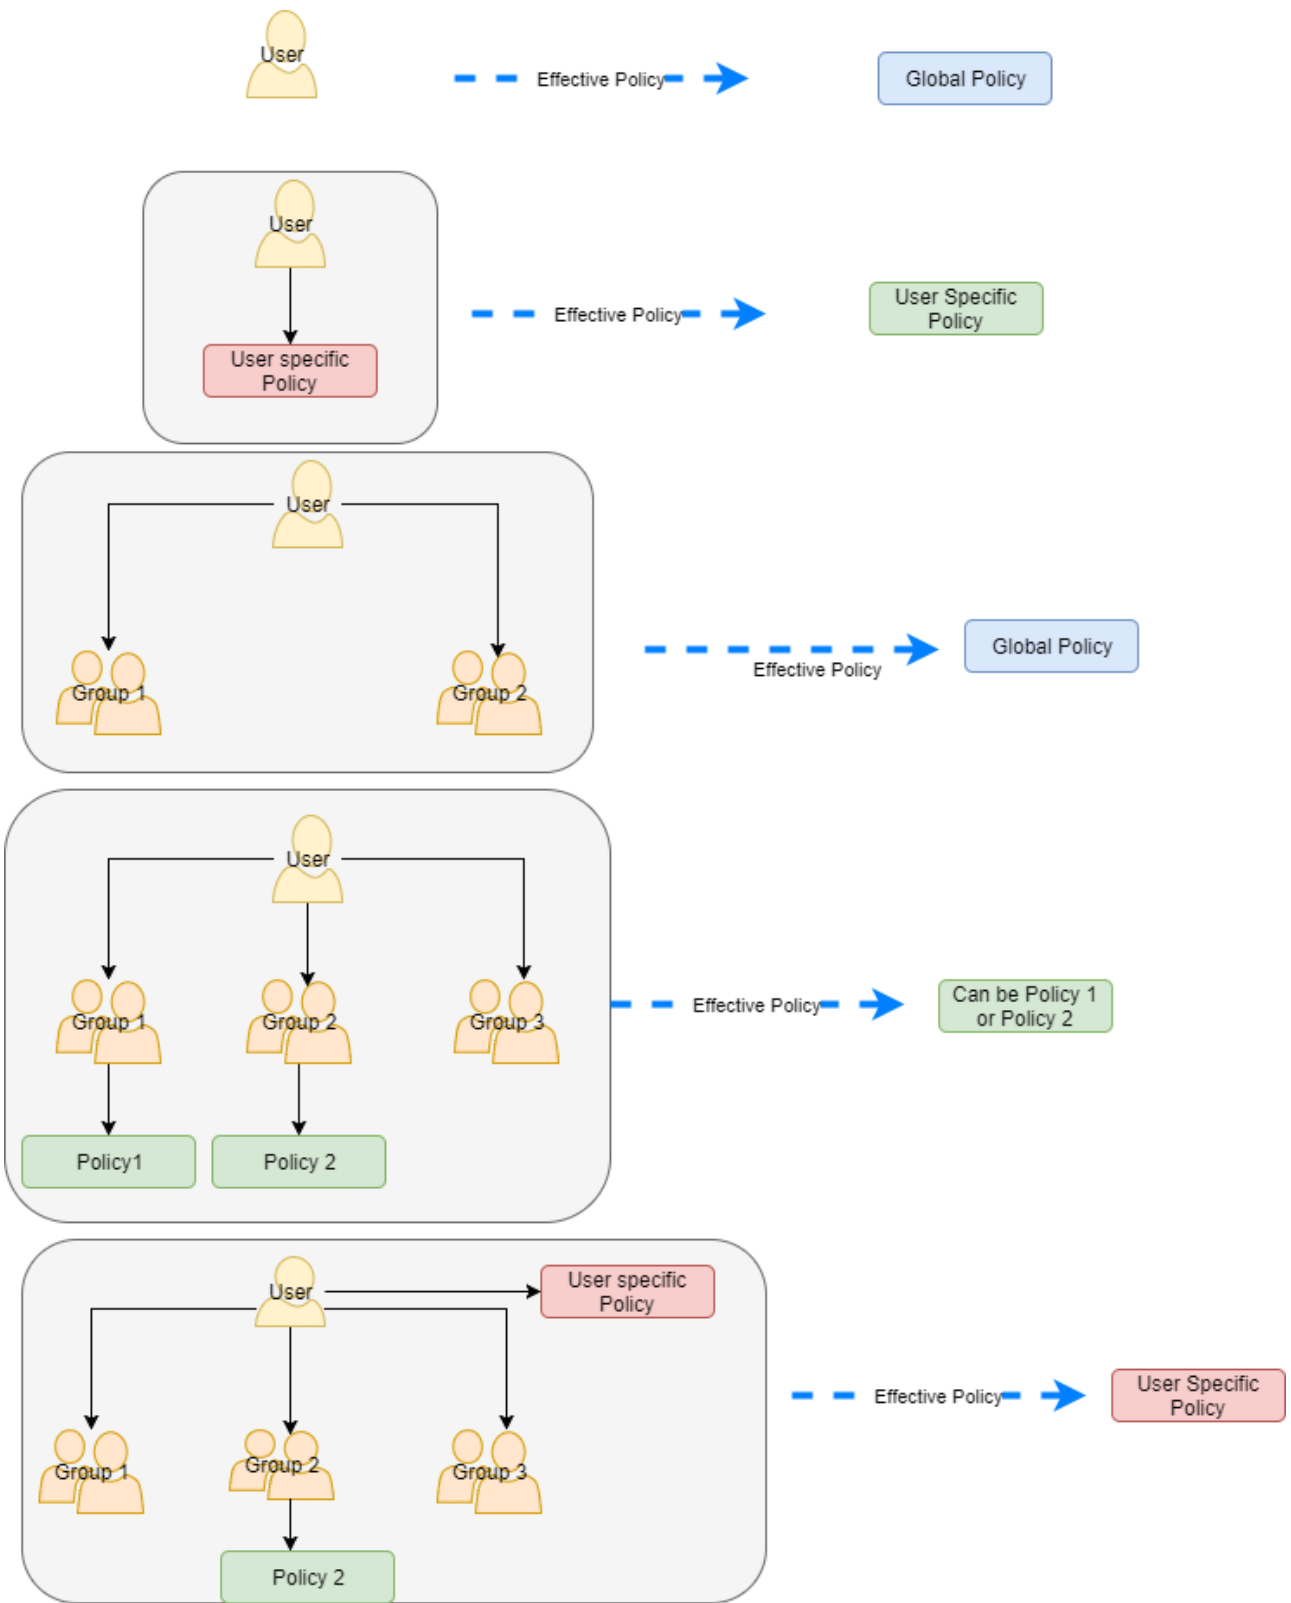 User
Effective Policy
Global Policy
User
User specific
Policy
Effective Policy
User Specific
Policy
User
Group 1
Group 2
Effective Policy
Global Policy
User
Group 1
Group 2
Group 3
Policy1
Policy 2
Effective Policy
Can be Policy 1
or Policy 2
User
User specific
Policy
Group 1
Group 2
Group 3
Policy 2
Effective Policy
User Specific
Policy